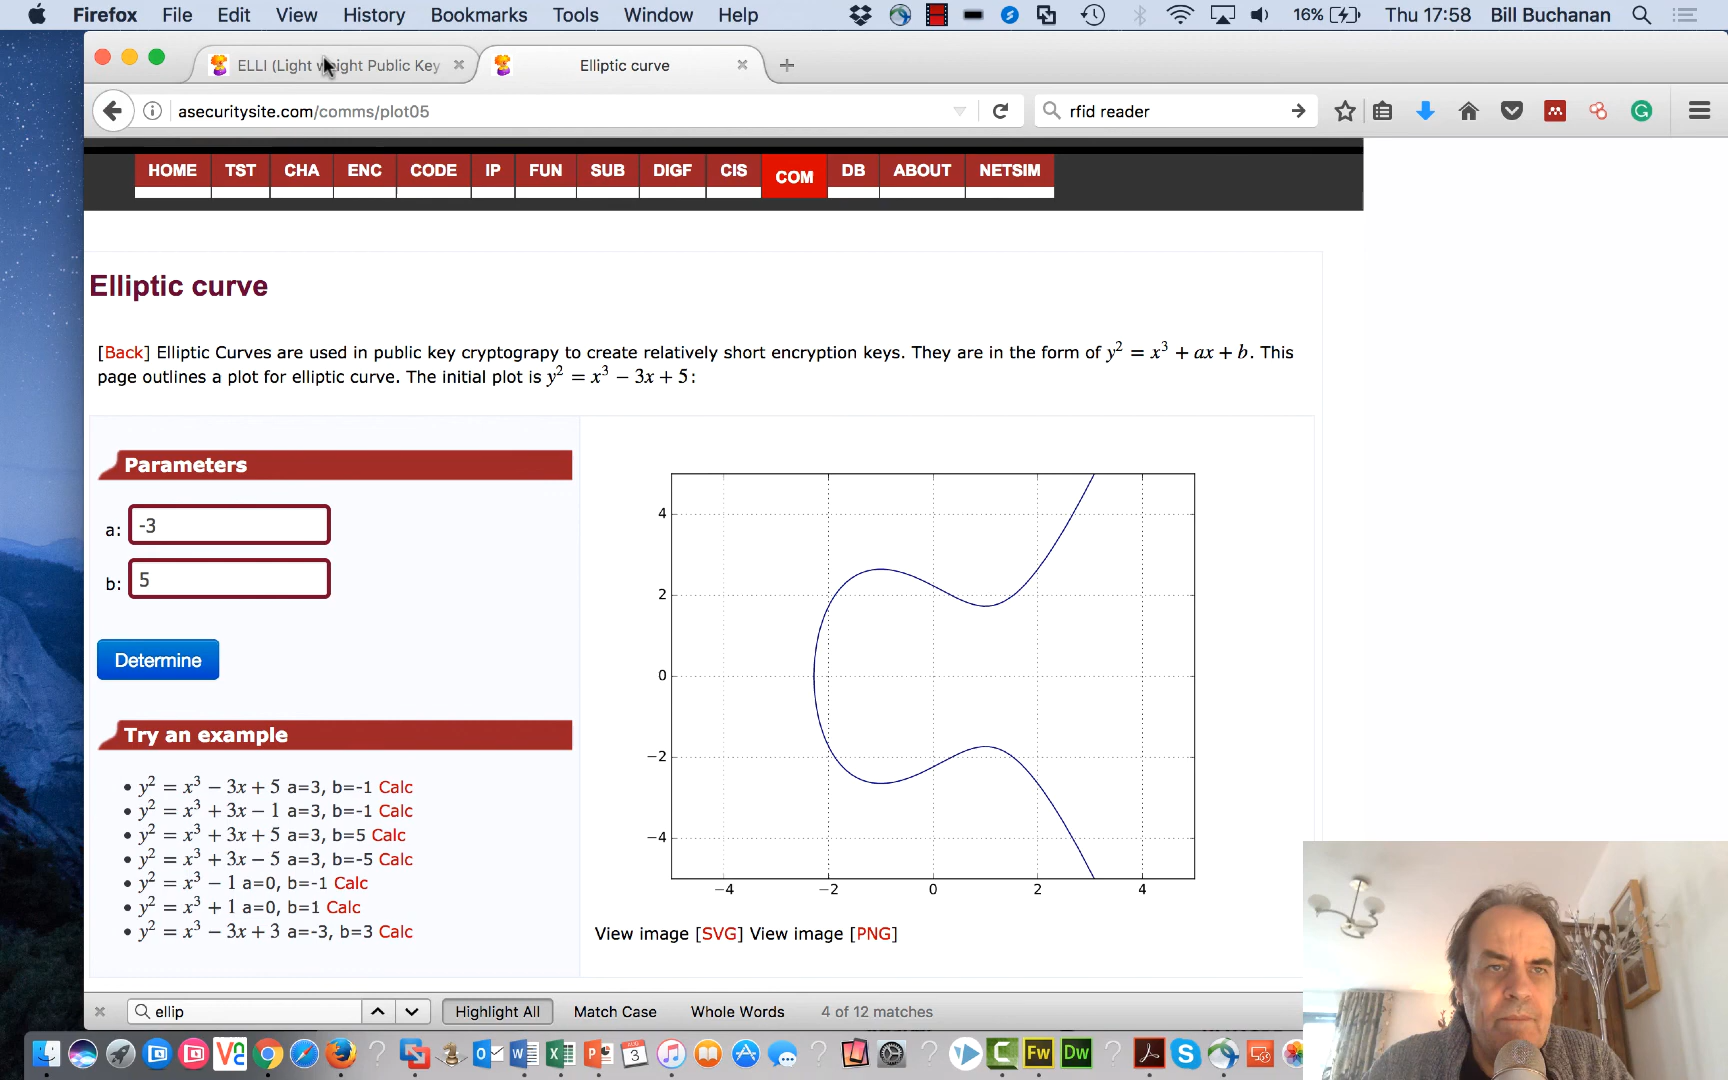 Firefox File Edit View History Bookmarks Tools Window Help 16% Thu 17:58 Bill Buchanan
ELLI (Light weight Public Key
Elliptic curve
asecuritysite.com/comms/plot05
rfid reader
HOME TST CHA ENC CODE IP FUN SUB DIGF CIS COM DB ABOUT NETSIM
Elliptic curve
[Back] Elliptic Curves are used in public key cryptograpy to create relatively short encryption keys. They are in the form of y² = x³ + ax + b. This
page outlines a plot for elliptic curve. The initial plot is y² = x³ − 3x + 5:
Parameters
a: -3
b: 5
Determine
Try an example
• y² = x³ − 3x + 5 a=3, b=-1 Calc
• y² = x³ + 3x − 1 a=3, b=-1 Calc
• y² = x³ + 3x + 5 a=3, b=5 Calc
• y² = x³ + 3x − 5 a=3, b=-5 Calc
• y² = x³ − 1 a=0, b=-1 Calc
• y² = x³ + 1 a=0, b=1 Calc
• y² = x³ − 3x + 3 a=-3, b=3 Calc
4
2
0
−2
−4
−4 −2 0 2 4
View image [SVG] View image [PNG]
ellip
Highlight All Match Case Whole Words 4 of 12 matches
3
Fw Dw